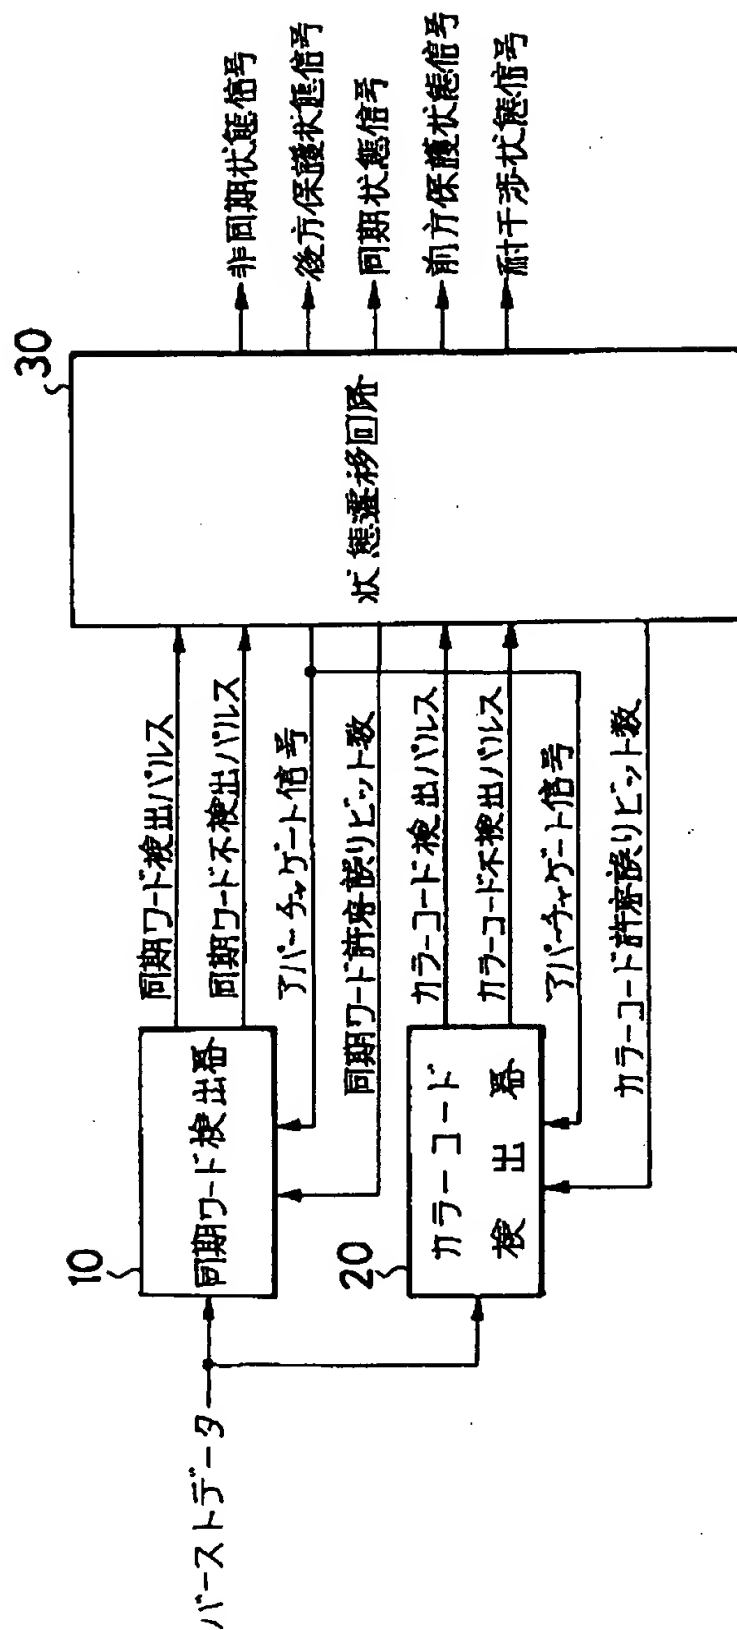 バーストデータ
10
同期ワード検出器
20
カラーコード
検出器
同期ワード検出パルス
同期ワード不検出パルス
アパーチャゲート信号
同期ワード許容誤りビット数
カラーコード検出パルス
カラーコード不検出パルス
アパーチャゲート信号
カラーコード許容誤りビット数
30
状態遷移回路
非同期状態信号
後方保護状態信号
同期状態信号
前方保護状態信号
耐干渉状態信号